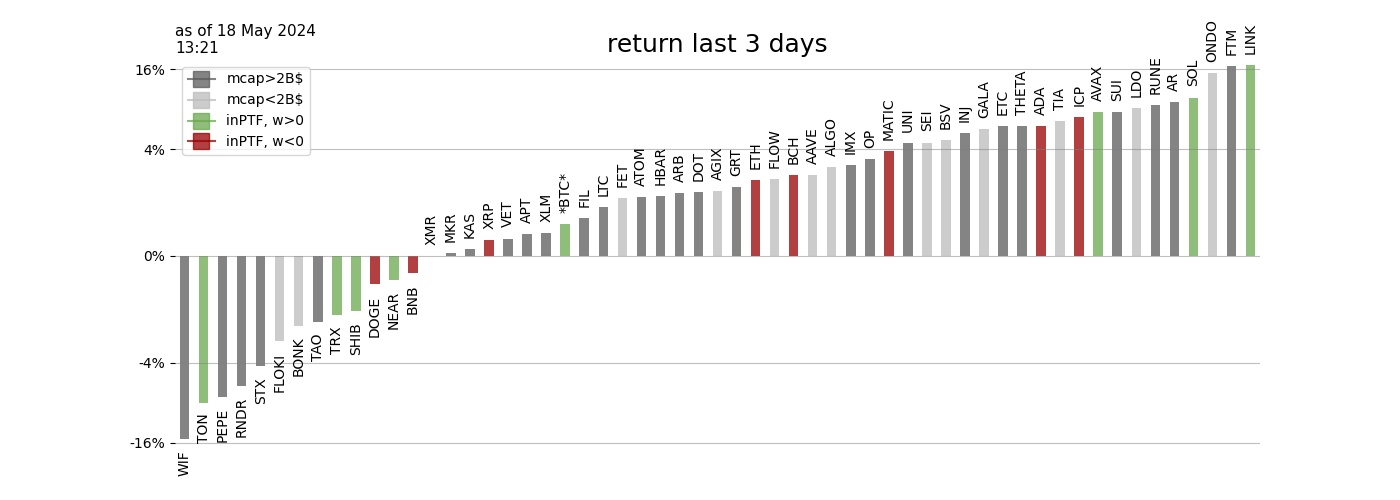 as of 18 May 2024
13:21
return last 3 days
mcap>2B$
mcap<2B$
inPTF, w>0
inPTF, w<0
16%
4%
0%
-4%
-16%
WIF
TON
PEPE
RNDR
STX
FLOKI
BONK
TAO
TRX
SHIB
DOGE
NEAR
BNB
XMR
MKR
KAS
XRP
VET
APT
XLM
*BTC*
FIL
LTC
FET
ATOM
HBAR
ARB
DOT
AGIX
GRT
ETH
FLOW
BCH
AAVE
ALGO
IMX
OP
MATIC
UNI
SEI
BSV
INJ
GALA
ETC
THETA
ADA
TIA
ICP
AVAX
SUI
LDO
RUNE
AR
SOL
ONDO
FTM
LINK